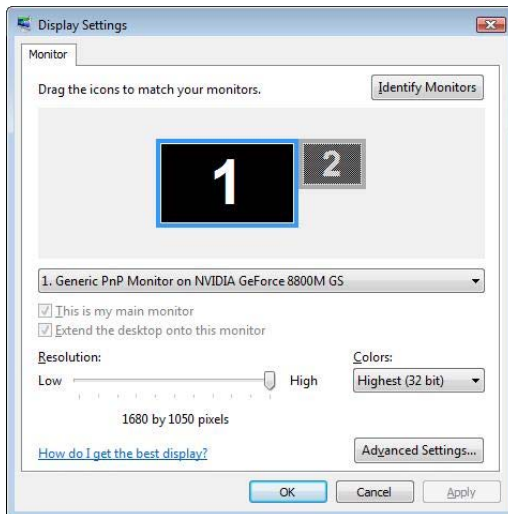 Display Settings
Monitor
Drag the icons to match your monitors.
Identify Monitors
1
2
1. Generic PnP Monitor on NVIDIA GeForce 8800M GS
This is my main monitor
Extend the desktop onto this monitor
Resolution:
Colors:
Low
High
Highest (32 bit)
1680 by 1050 pixels
How do I get the best display?
Advanced Settings...
OK
Cancel
Apply